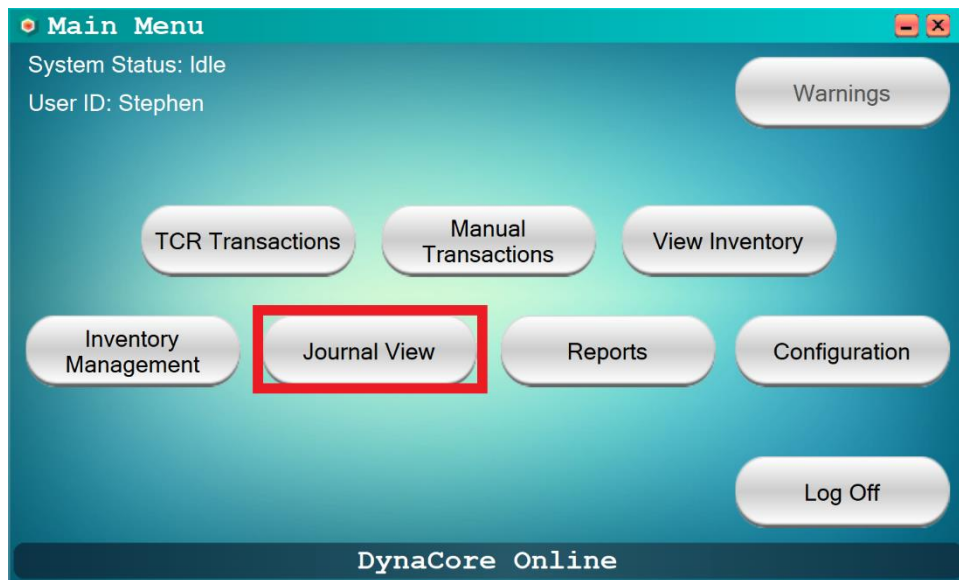 Main Menu
System Status: Idle
User ID: Stephen
Warnings
TCR Transactions
Manual
Transactions
View Inventory
Inventory
Management
Journal View
Reports
Configuration
Log Off
DynaCore Online